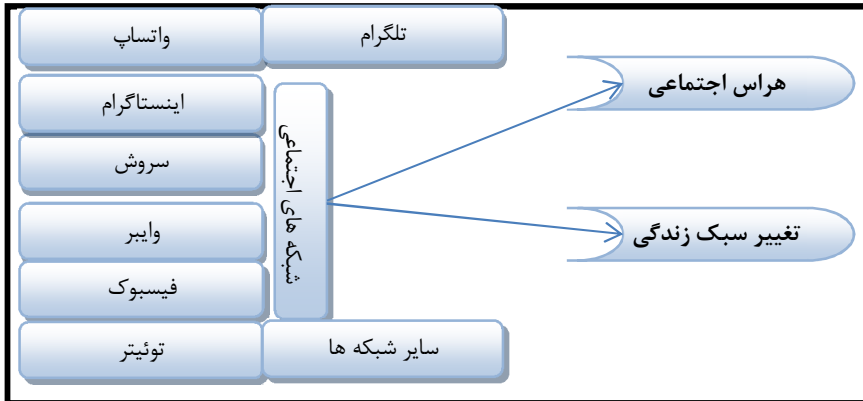 تلگرام
واتساپ
اینستاگرام
سروش
وایبر
فیسبوک
توئیتر
سایر شبکه ها
شبکه های اجتماعی
هراس اجتماعی
تغییر سبک زندگی